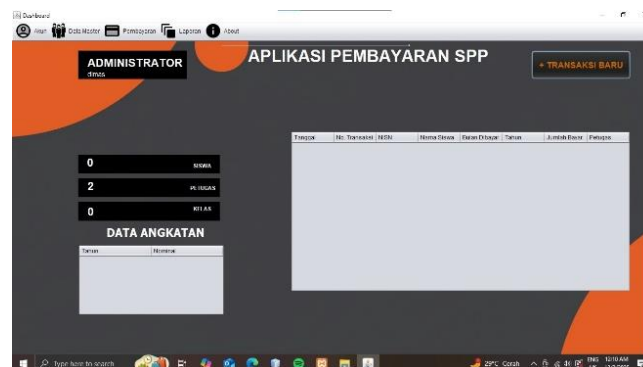 Dashboard
Akun Data Master Pembayaran Laporan About
ADMINISTRATOR
dimas
APLIKASI PEMBAYARAN SPP
+ TRANSAKSI BARU
Tanggal No. Transaksi NISN Nama Siswa Bulan Dibayar Tahun Jumlah Bayar Petugas
0 SISWA
2 PETUGAS
0 KELAS
DATA ANGKATAN
Tahun Nominal
Type here to search
29°C Cerah
ENG 12:10 AM